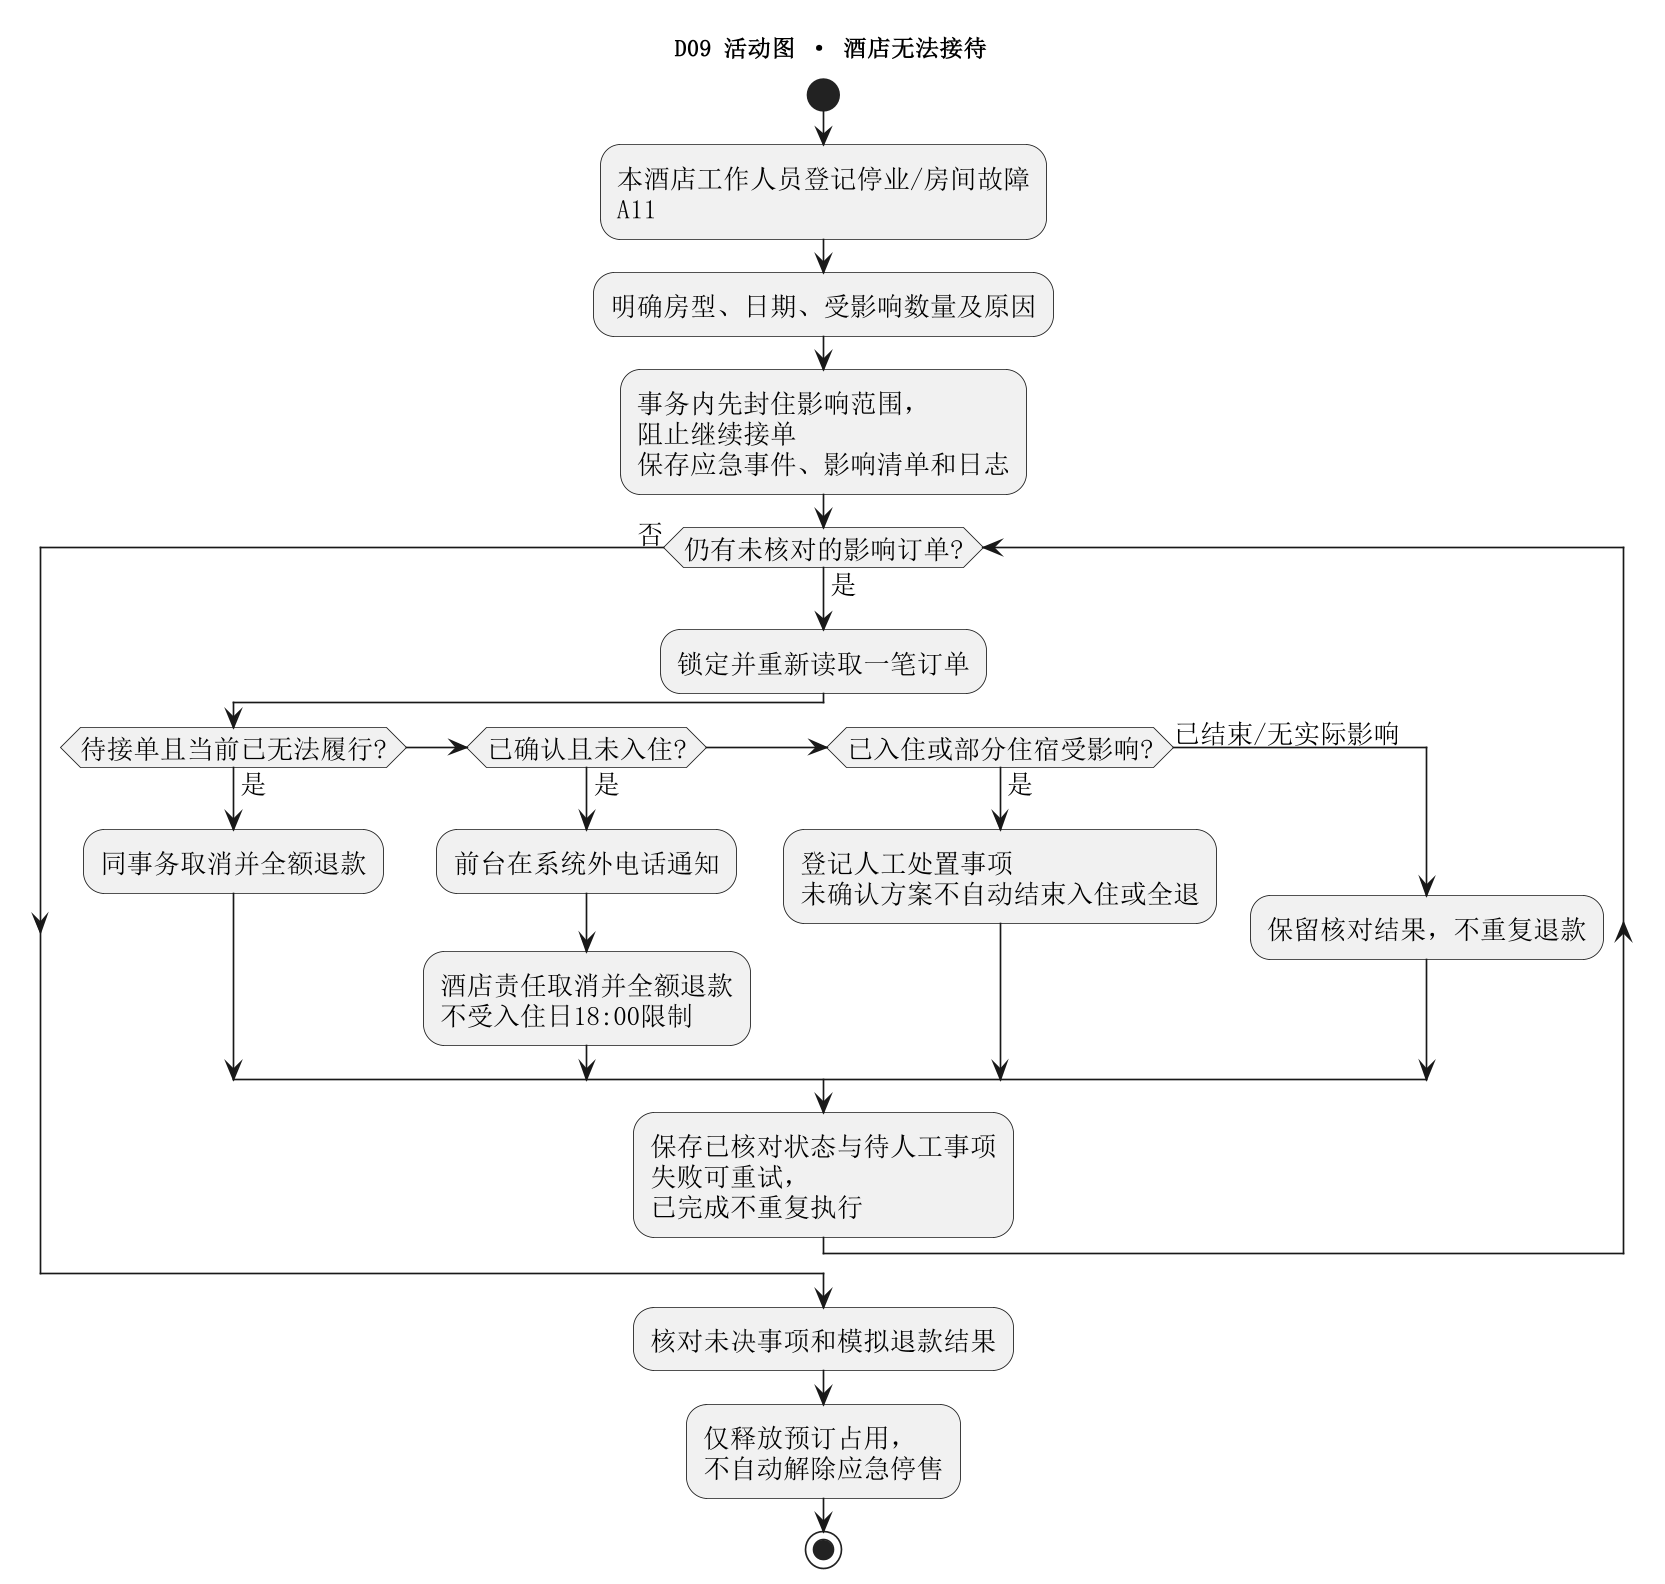 D09 活动图 • 酒店无法接待
本酒店工作人员登记停业/房间故障
A11
明确房型、日期、受影响数量及原因
事务内先封住影响范围，
阻止继续接单
保存应急事件、影响清单和日志
否
仍有未核对的影响订单?
是
锁定并重新读取一笔订单
待接单且当前已无法履行?
已确认且未入住?
已入住或部分住宿受影响?
已结束/无实际影响
是
是
是
同事务取消并全额退款
前台在系统外电话通知
登记人工处置事项
未确认方案不自动结束入住或全退
保留核对结果，不重复退款
酒店责任取消并全额退款
不受入住日18:00限制
保存已核对状态与待人工事项
失败可重试，
已完成不重复执行
核对未决事项和模拟退款结果
仅释放预订占用，
不自动解除应急停售